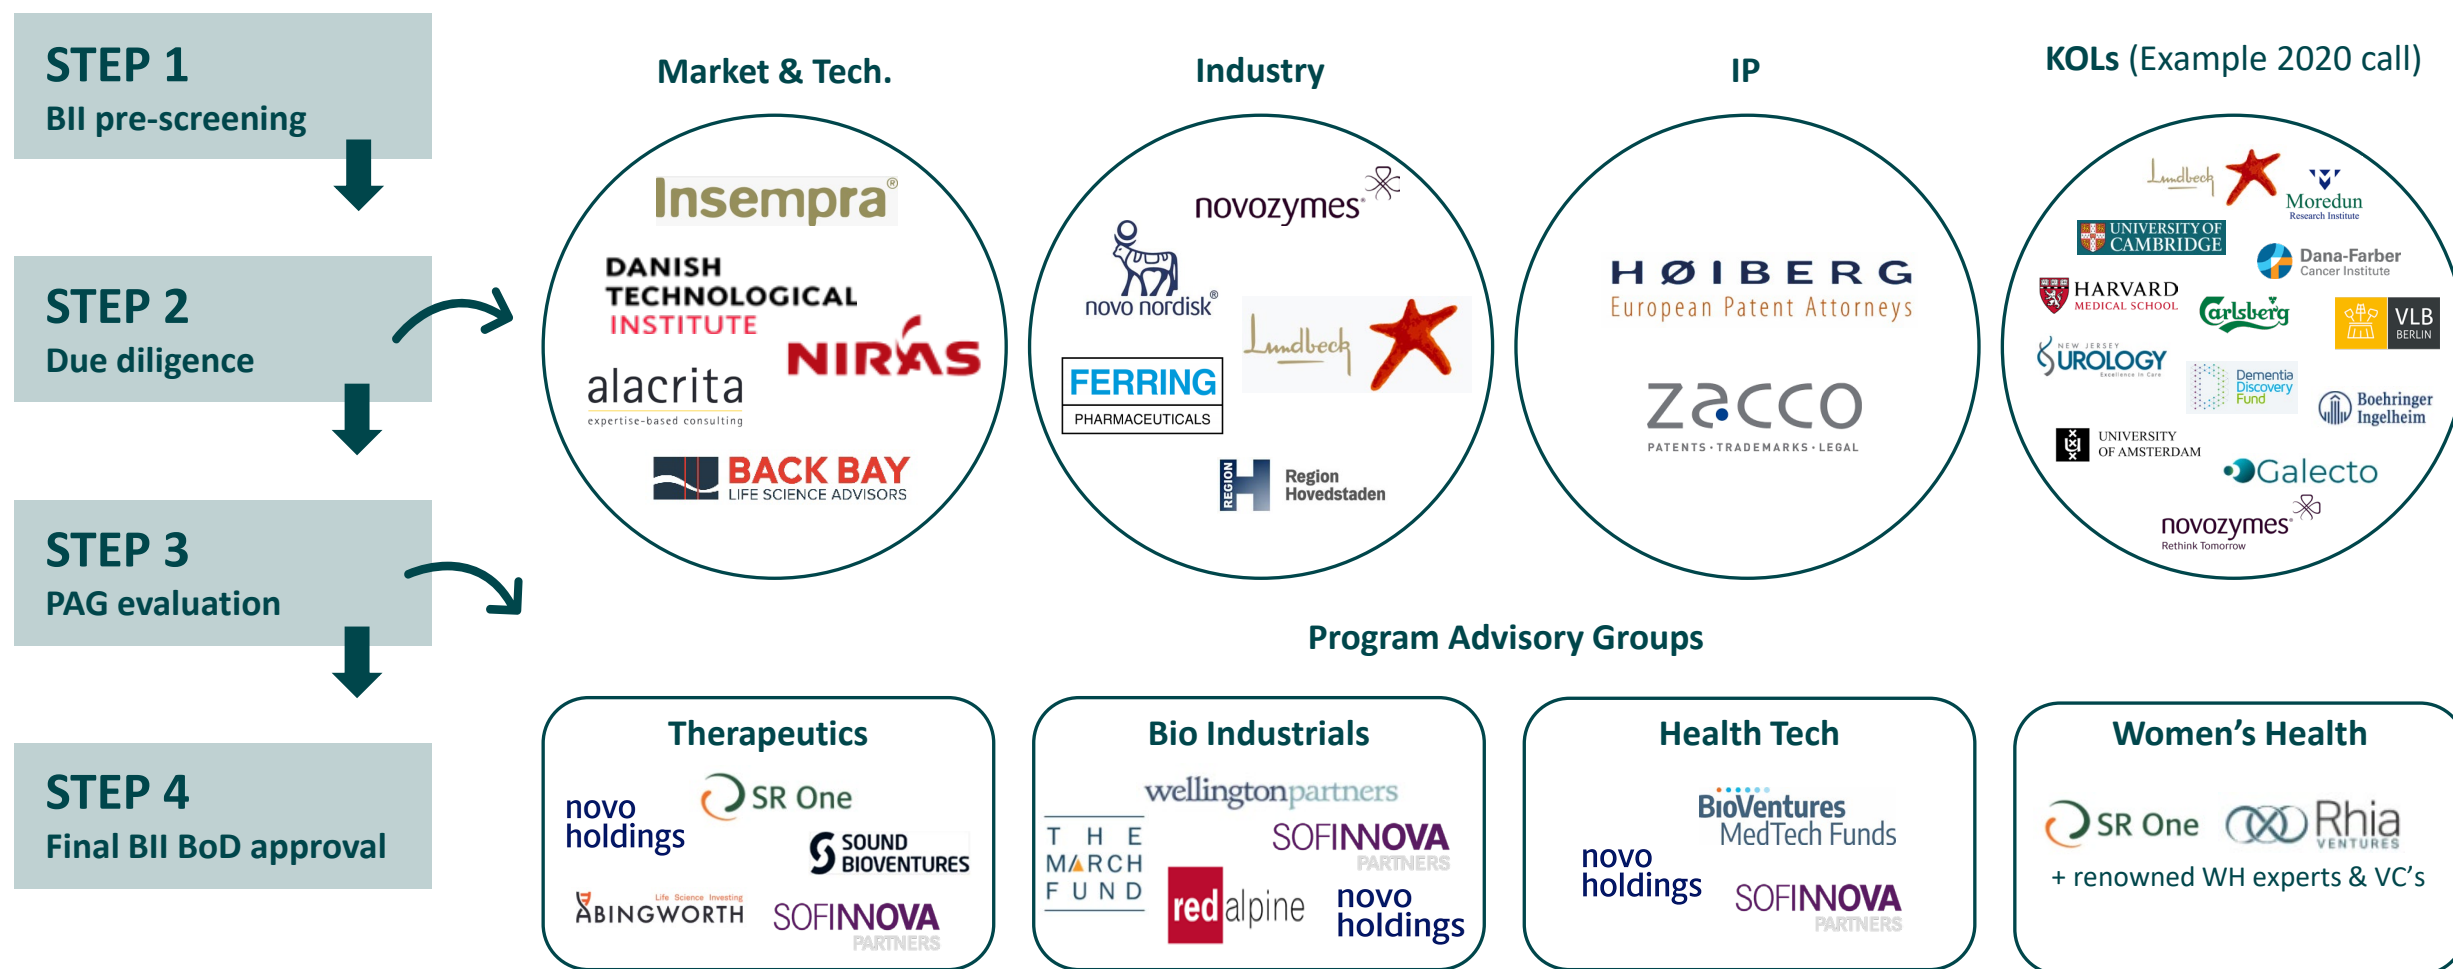 STEP 1
BII pre-screening
STEP 2
Due diligence
STEP 3
PAG evaluation
STEP 4
Final BII BoD approval
Market & Tech.
Insempra®
DANISH
TECHNOLOGICAL
INSTITUTE
NIRAS
alacrita
expertise-based consulting
BACK BAY
LIFE SCIENCE ADVISORS
Industry
novozymes
novo nordisk®
Lundbeck
FERRING
PHARMACEUTICALS
REGION
H
Region
Hovedstaden
IP
HØIBERG
European Patent Attorneys
zacco
PATENTS · TRADEMARKS · LEGAL
KOLs (Example 2020 call)
Lundbeck
Moredun
Research Institute
UNIVERSITY OF
CAMBRIDGE
Dana-Farber
Cancer Institute
HARVARD
MEDICAL SCHOOL
Carlsberg
VLB
BERLIN
NEW JERSEY
UROLOGY
Excellence in Care
Dementia
Discovery
Fund
Boehringer
Ingelheim
UNIVERSITY
OF AMSTERDAM
Galecto
novozymes
Rethink Tomorrow
Program Advisory Groups
Therapeutics
novo
holdings
SR One
SOUND
BIOVENTURES
Life Science Investing
ABINGWORTH
SOFINNOVA
PARTNERS
Bio Industrials
wellingtonpartners
THE
MARCH
FUND
SOFINNOVA
PARTNERS
redalpine
novo
holdings
Health Tech
BioVentures
MedTech Funds
novo
holdings
SOFINNOVA
PARTNERS
Women's Health
SR One
Rhia
VENTURES
+ renowned WH experts & VC's